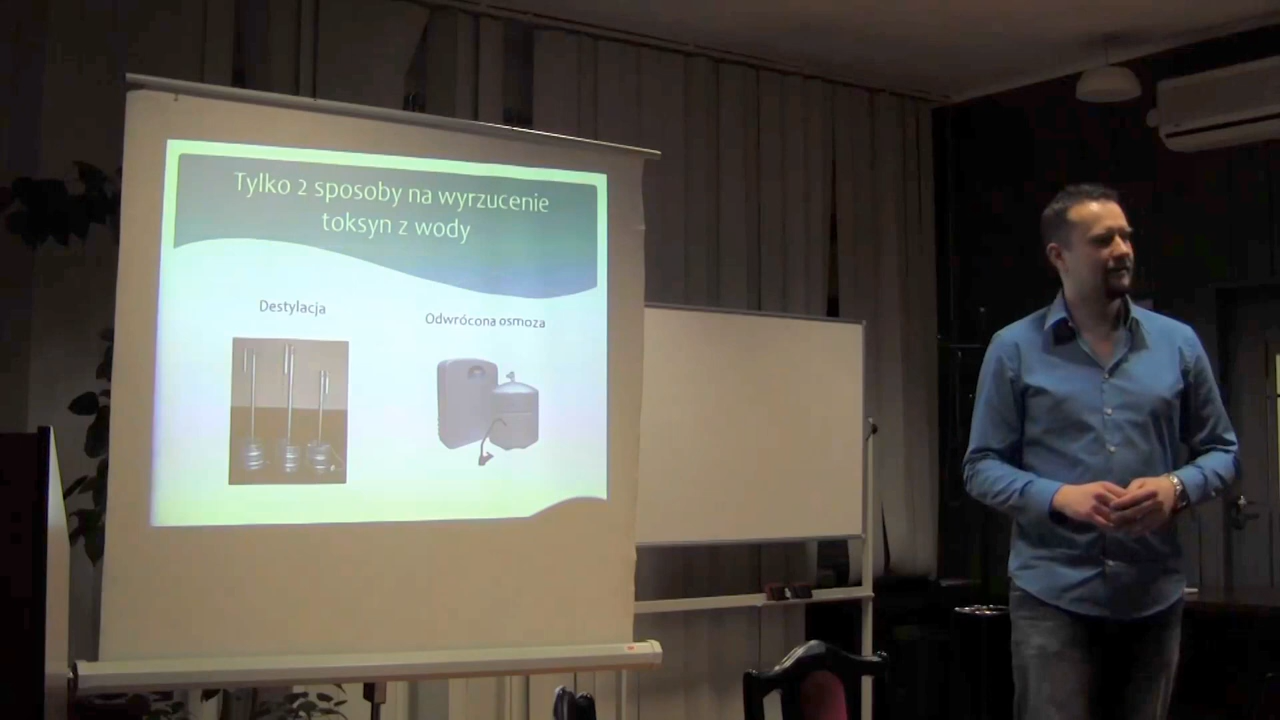 Tylko 2 sposoby na wyrzucenie
toksyn z wody
Destylacja
Odwrócona osmoza